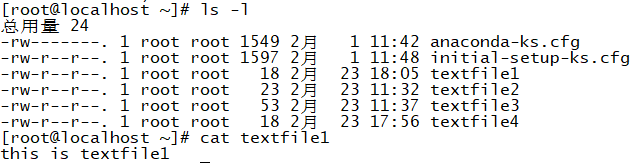 [root@localhost ~]# ls -l
总用量 24
-rw-------. 1 root root 1549 2月   1 11:42 anaconda-ks.cfg
-rw-r--r--. 1 root root 1597 2月   1 11:48 initial-setup-ks.cfg
-rw-r--r--. 1 root root   18 2月  23 18:05 textfile1
-rw-r--r--. 1 root root   23 2月  23 11:32 textfile2
-rw-r--r--. 1 root root   53 2月  23 11:37 textfile3
-rw-r--r--. 1 root root   18 2月  23 17:56 textfile4
[root@localhost ~]# cat textfile1
this is textfile1